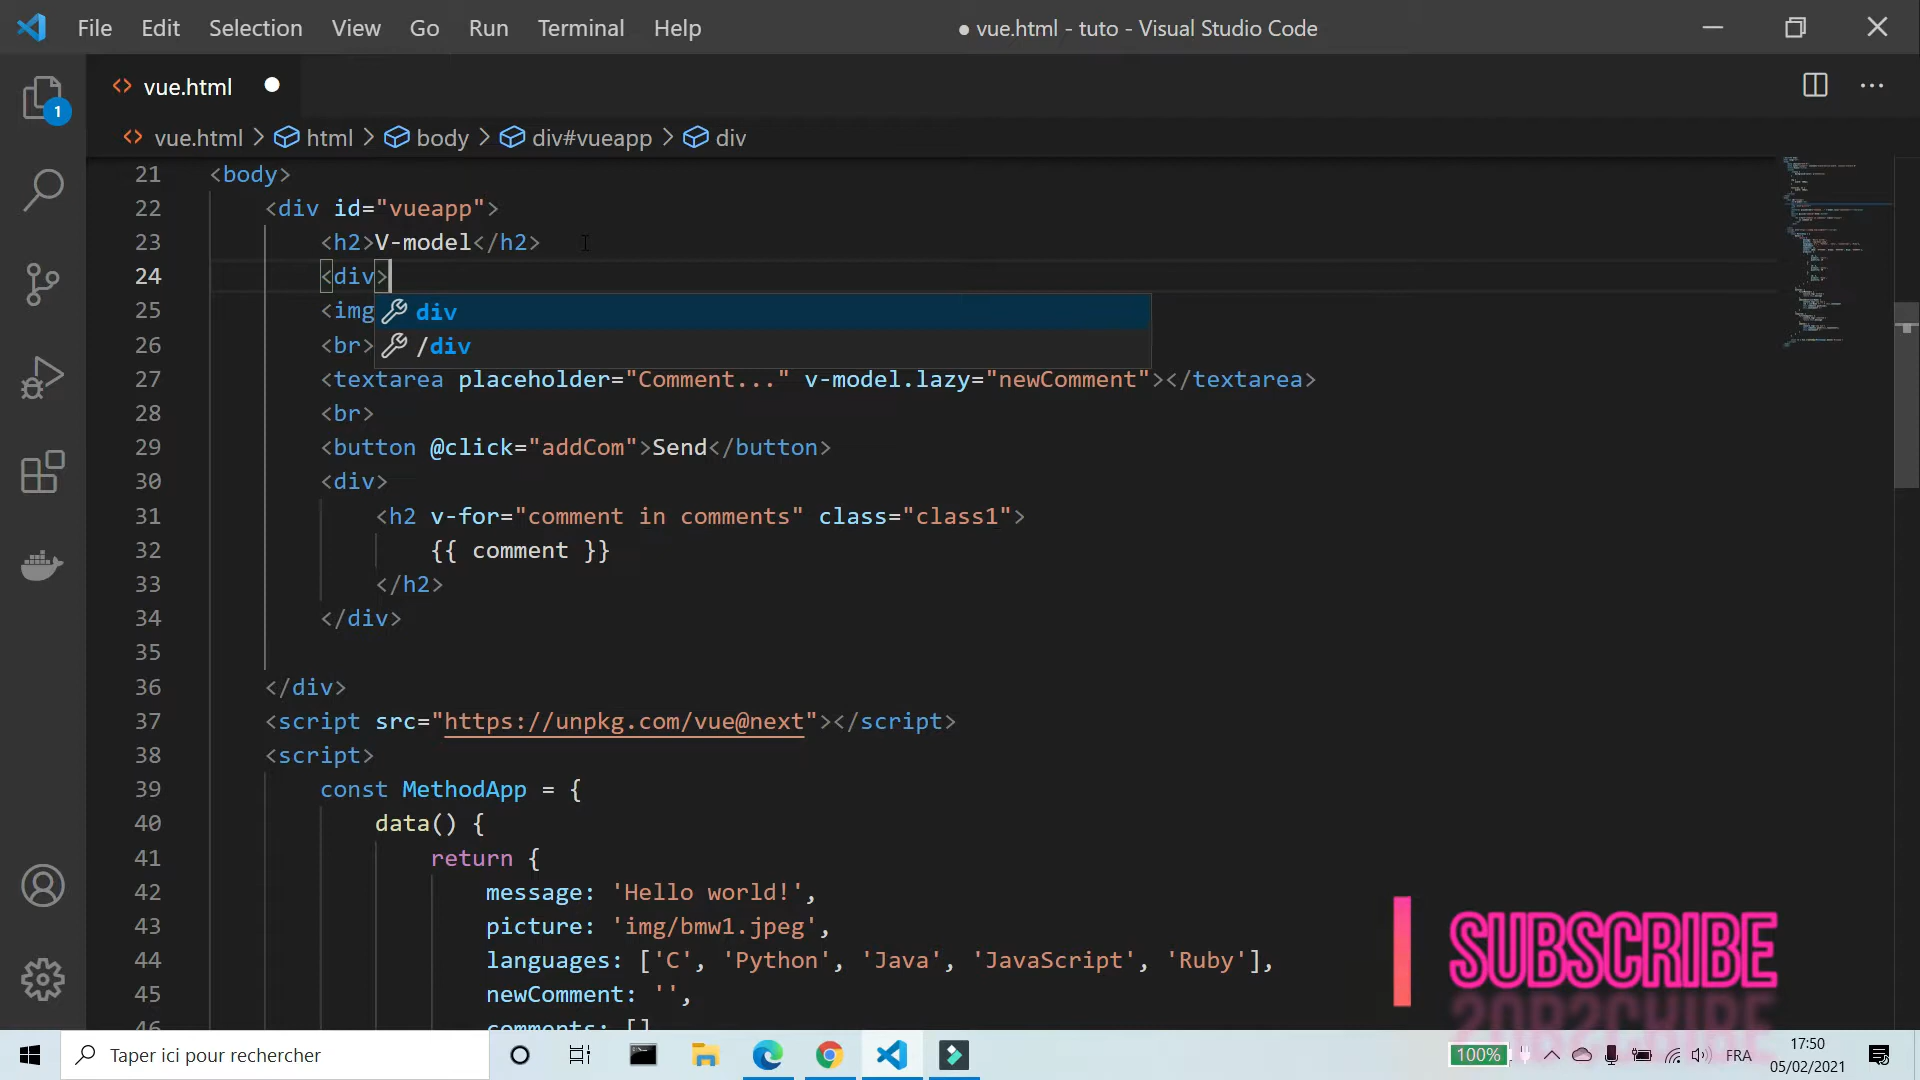 File Edit Selection View Go Run Terminal Help ● vue.html - tuto - Visual Studio Code
1
<> vue.html ●
<> vue.html > html > body > div#vueapp > div
21 <body>
22 <div id="vueapp">
23 <h2>V-model</h2>
24 <div>
25 <img
div
26 <br>
/div
27 <textarea placeholder="Comment..." v-model.lazy="newComment"></textarea>
28 <br>
29 <button @click="addCom">Send</button>
30 <div>
31 <h2 v-for="comment in comments" class="class1">
32 {{ comment }}
33 </h2>
34 </div>
35
36 </div>
37 <script src="https://unpkg.com/vue@next"></script>
38 <script>
39 const MethodApp = {
40 data() {
41 return {
42 message: 'Hello world!',
43 picture: 'img/bmw1.jpeg',
44 languages: ['C', 'Python', 'Java', 'JavaScript', 'Ruby'],
45 newComment: '',
46 comments: []
SUBSCRIBE
Taper ici pour rechercher
100%
FRA
17:50
05/02/2021